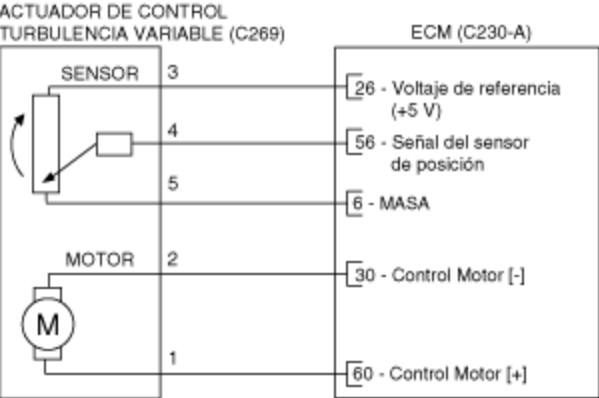 ACTUADOR DE CONTROL
TURBULENCIA VARIABLE (C269)
ECM (C230-A)
SENSOR 3
26 - Voltaje de referencia
(+5 V)
4
56 - Señal del sensor
de posición
5
6 - MASA
MOTOR 2
30 - Control Motor [-]
M
1
60 - Control Motor [+]